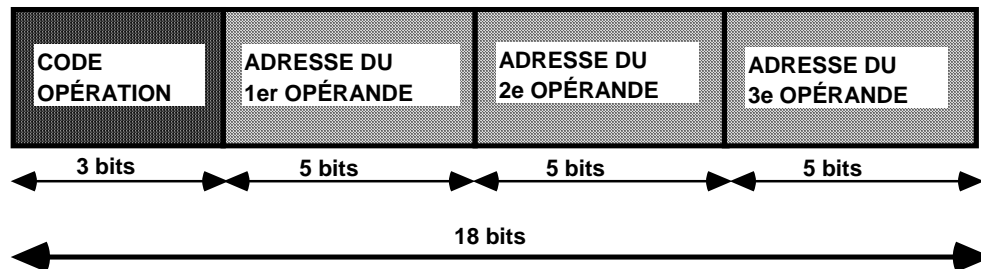 CODE
OPÉRATION
ADRESSE DU
1er OPÉRANDE
ADRESSE DU
2e OPÉRANDE
ADRESSE DU
3e OPÉRANDE
3 bits
5 bits
5 bits
5 bits
18 bits